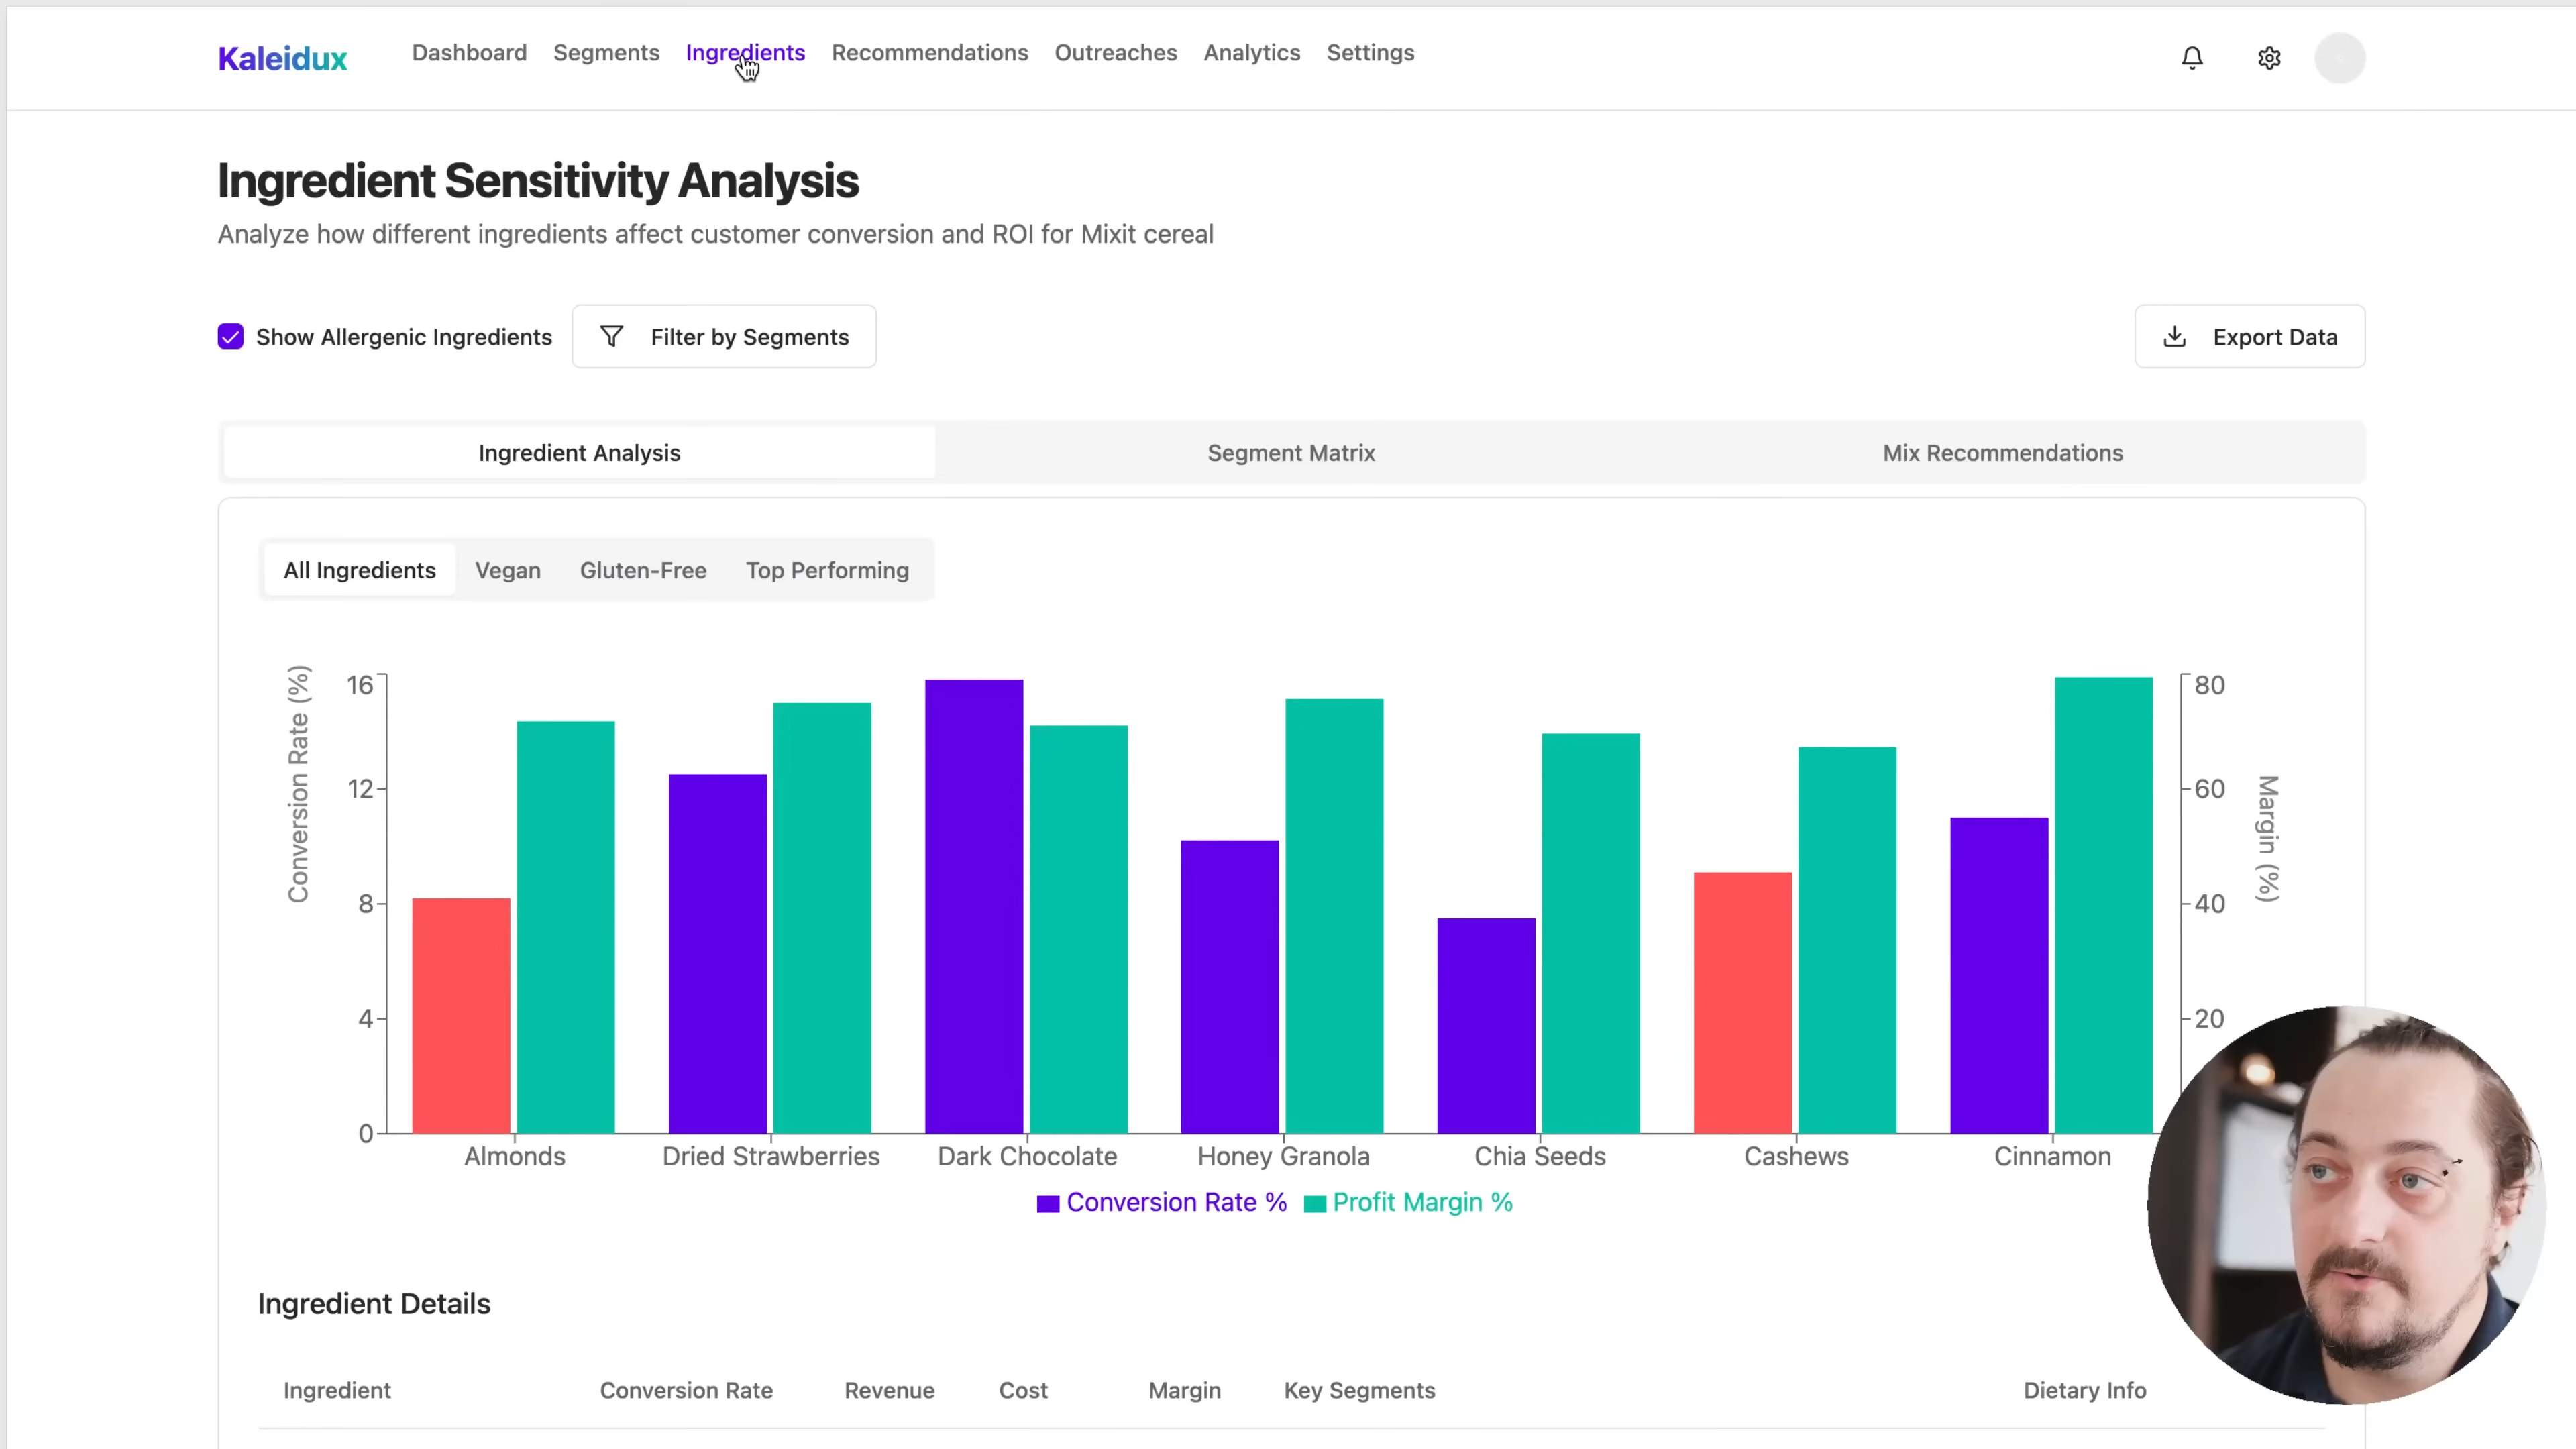 Kaleidux
Dashboard Segments Ingredients Recommendations Outreaches Analytics Settings
Ingredient Sensitivity Analysis
Analyze how different ingredients affect customer conversion and ROI for Mixit cereal
Show Allergenic Ingredients Filter by Segments Export Data
Ingredient Analysis Segment Matrix Mix Recommendations
All Ingredients Vegan Gluten-Free Top Performing
Conversion Rate (%)
16
12
8
4
0
80
60
40
20
Margin (%)
Almonds Dried Strawberries Dark Chocolate Honey Granola Chia Seeds Cashews Cinnamon
Conversion Rate % Profit Margin %
Ingredient Details
Ingredient Conversion Rate Revenue Cost Margin Key Segments Dietary Info